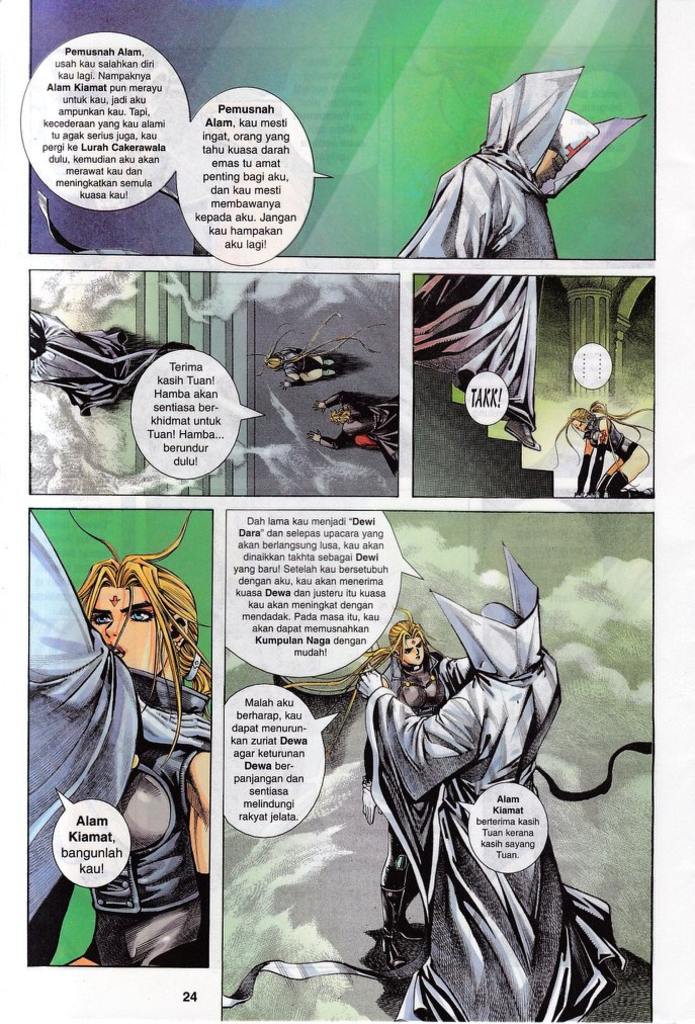 Pemusnah Alam,
usah kau salahkan diri
kau lagi. Nampaknya
Alam Kiamat pun merayu
untuk kau, jadi aku
ampunkan kau. Tapi,
kecederaan yang kau alami
tu agak serius juga, kau
pergi ke Lurah Cakerawala
dulu, kemudian aku akan
merawat kau dan
meningkatkan semula
kuasa kau!
Pemusnah
Alam, kau mesti
ingat, orang yang
tahu kuasa darah
emas tu amat
penting bagi aku,
dan kau mesti
membawanya
kepada aku. Jangan
kau hampakan
aku lagi!
Terima
kasih Tuan!
Hamba akan
sentiasa ber-
khidmat untuk
Tuan! Hamba...
berundur
dulu!
TAKK!
Alam
Kiamat,
bangunlah
kau!
Dah lama kau menjadi "Dewi
Dara" dan selepas upacara yang
akan berlangsung lusa, kau akan
dinaikkan takhta sebagai Dewi
yang baru! Setelah kau bersetubuh
dengan aku, kau akan menerima
kuasa Dewa dan justeru itu kuasa
kau akan meningkat dengan
mendadak. Pada masa itu, kau
akan dapat memusnahkan
Kumpulan Naga dengan
mudah!
Malah aku
berharap, kau
dapat menurun-
kan zuriat Dewa
agar keturunan
Dewa ber-
panjangan dan
sentiasa
melindungi
rakyat jelata.
Alam
Kiamat
berterima kasih
Tuan kerana
kasih sayang
Tuan.
24